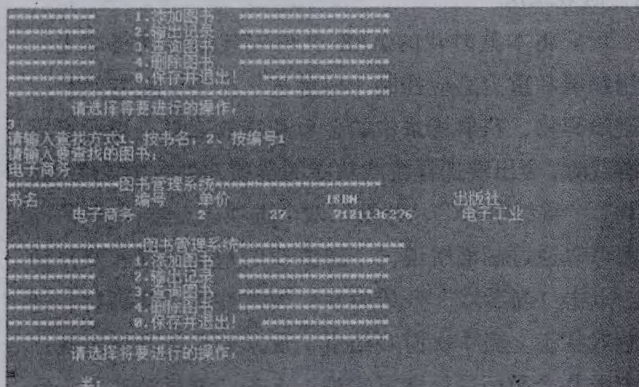 **********      1.添加图书    ******************
**********      2.输出记录    ******************
**********      3.查询图书    ****************
**********      4.删除图书    ******************
**********      0.保存并退出!    ***************
**********************************************
请选择将要进行的操作:
3
请输入查找方式1、按书名,2、按编号1
请输入要查找的图书:
电子商务
*************图书管理系统********************
书名 编号 单价 ISBN 出版社
电子商务 2 27 7121136276 电子工业
****************图书管理系统********************
**********      1.添加图书    ******************
**********      2.输出记录    ******************
**********      3.查询图书    ****************
**********      4.删除图书    ******************
**********      0.保存并退出!    ***************
**********************************************
请选择将要进行的操作:
半: